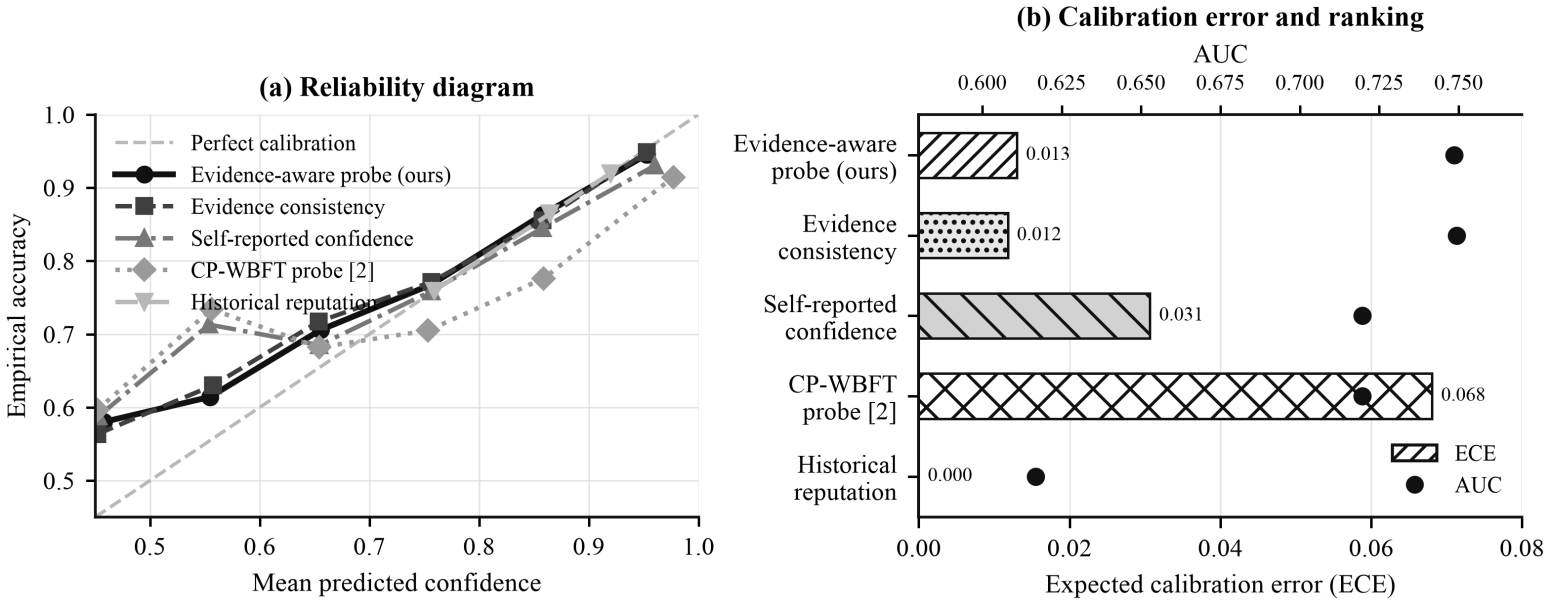 (a) Reliability diagram
1.0
0.9
0.8
0.7
0.6
0.5
Empirical accuracy
Perfect calibration
Evidence-aware probe (ours)
Evidence consistency
Self-reported confidence
CP-WBFT probe [2]
Historical reputation
0.5 0.6 0.7 0.8 0.9 1.0
Mean predicted confidence
(b) Calibration error and ranking
AUC
0.600 0.625 0.650 0.675 0.700 0.725 0.750
Evidence-aware
probe (ours)
0.013
Evidence
consistency
0.012
Self-reported
confidence
0.031
CP-WBFT
probe [2]
0.068
Historical
reputation
0.000
ECE
AUC
0.00 0.02 0.04 0.06 0.08
Expected calibration error (ECE)